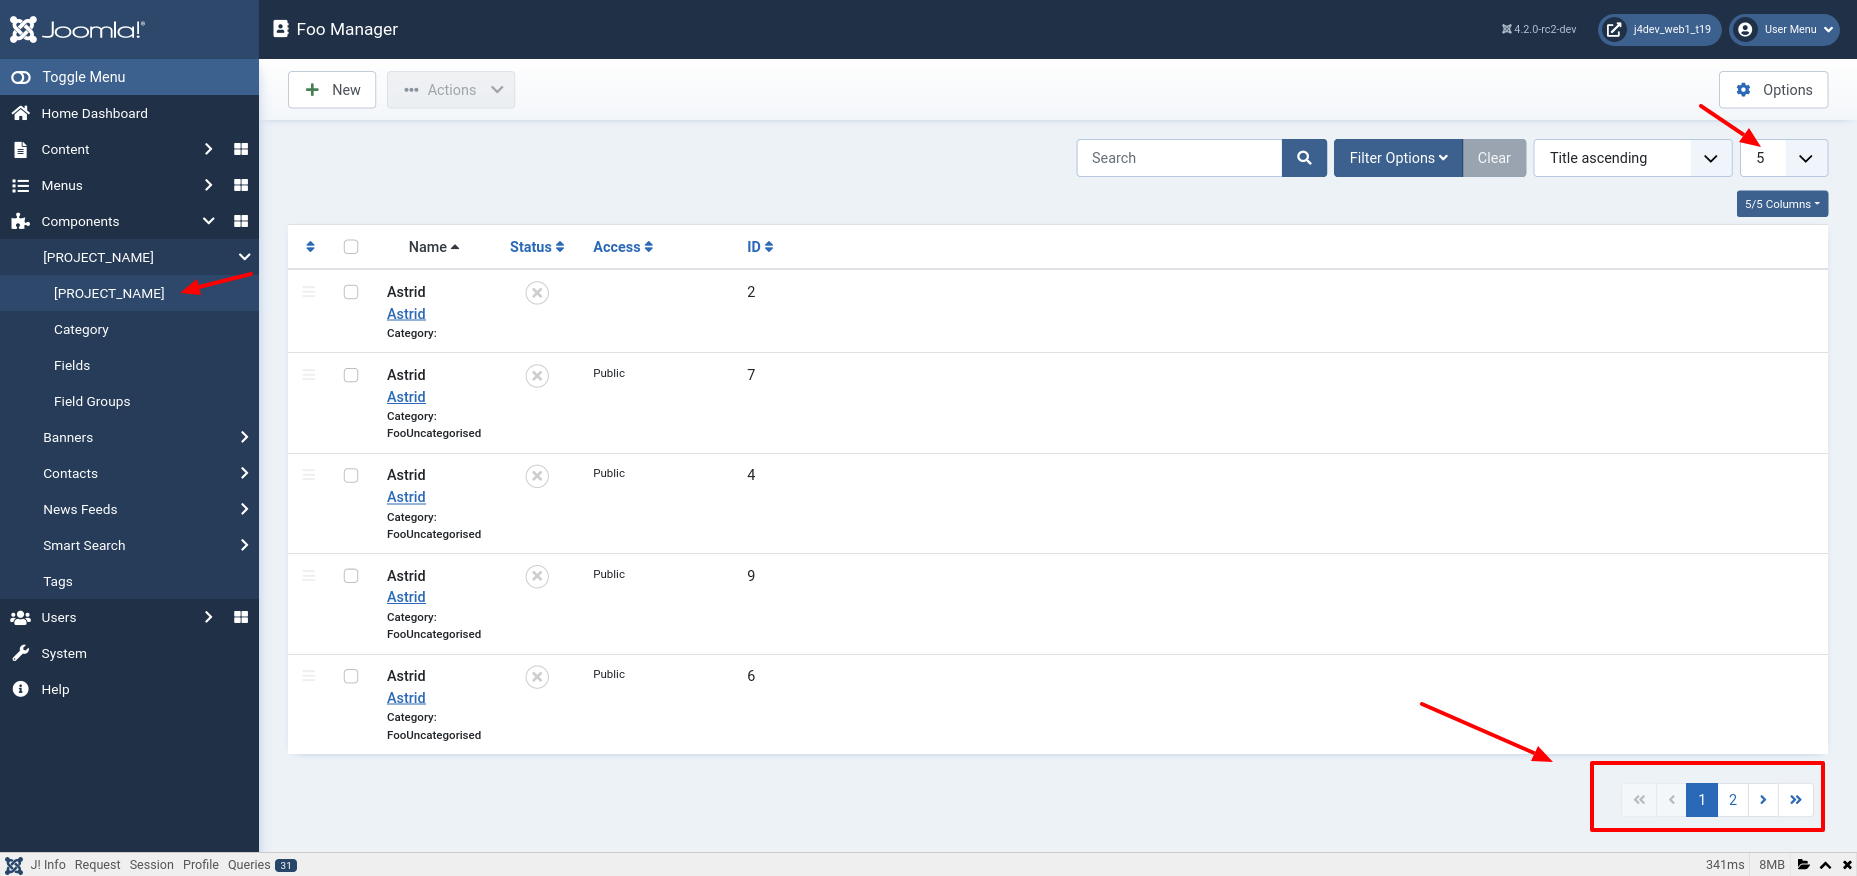 Joomla!®
Foo Manager
4.2.0-rc2-dev
j4dev_web1_t19
User Menu
Toggle Menu
Home Dashboard
Content
Menus
Components
[PROJECT_NAME]
[PROJECT_NAME]
Category
Fields
Field Groups
Banners
Contacts
News Feeds
Smart Search
Tags
Users
System
Help
New
Actions
Options
Search
Filter Options
Clear
Title ascending
5
5/5 Columns
Name Status Access ID
Astrid 2
Astrid
Category:
Astrid Public 7
Astrid
Category:
FooUncategorised
Astrid Public 4
Astrid
Category:
FooUncategorised
Astrid Public 9
Astrid
Category:
FooUncategorised
Astrid Public 6
Astrid
Category:
FooUncategorised
1 2
J! Info Request Session Profile Queries 31
341ms 8MB